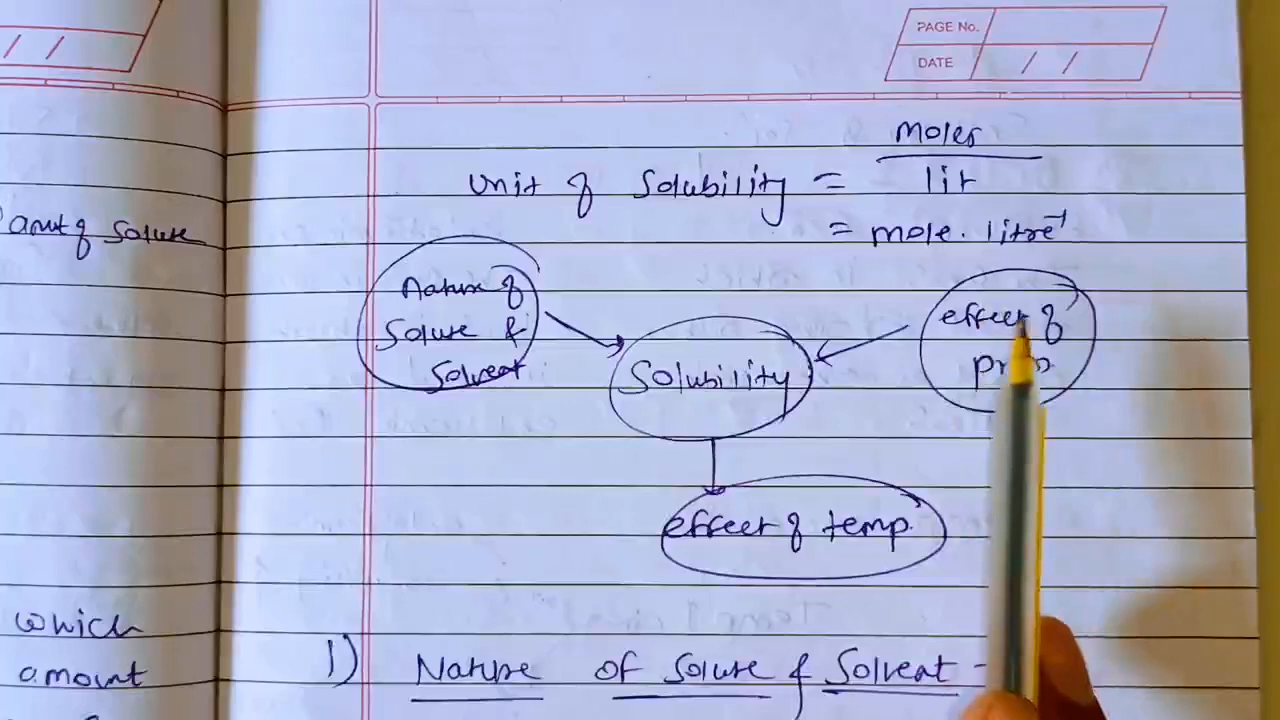 PAGE No.
DATE / /
/ /
Unit of Solubility = moles
lit
= mole. litre⁻¹
amt of Solute
Nature of
Solute &
Solvent
effect of
Solubility
effect of temp.
which
amount
1) Nature of Solute & Solvent -